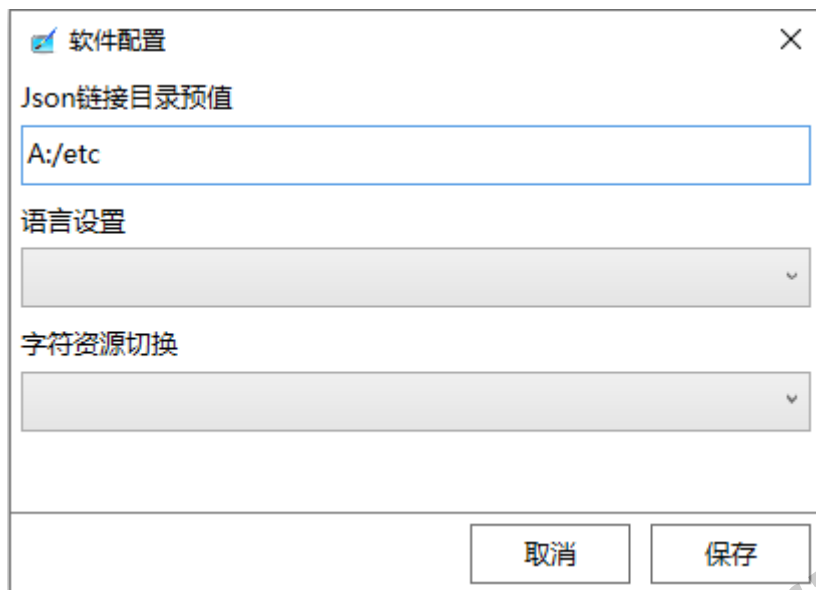 软件配置
Json链接目录预值
A:/etc
语言设置
字符资源切换
取消 保存